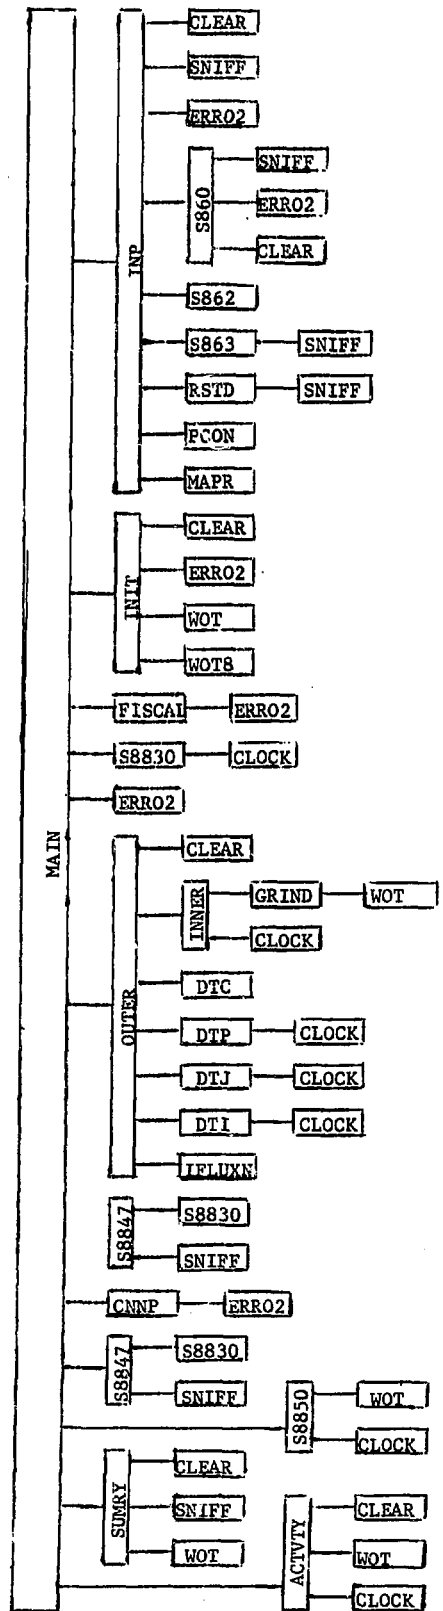 CLEAR
SNIFF
ERRO2
S860
SNIFF
ERRO2
CLEAR
INP
S862
S863
SNIFF
RSTD
SNIFF
PCON
MAPR
INIT
CLEAR
ERRO2
WOT
WOT8
FISCAL
ERRO2
S8830
CLOCK
ERRO2
MAIN
OUTER
CLEAR
INNER
GRIND
WOT
CLOCK
DTC
DTP
CLOCK
DTJ
CLOCK
DTI
CLOCK
IFLUXN
S8847
S8830
SNIFF
CNNP
ERRO2
S8847
S8830
SNIFF
S8850
WOT
CLOCK
SUMRY
CLEAR
SNIFF
WOT
ACTVTY
CLEAR
WOT
CLOCK